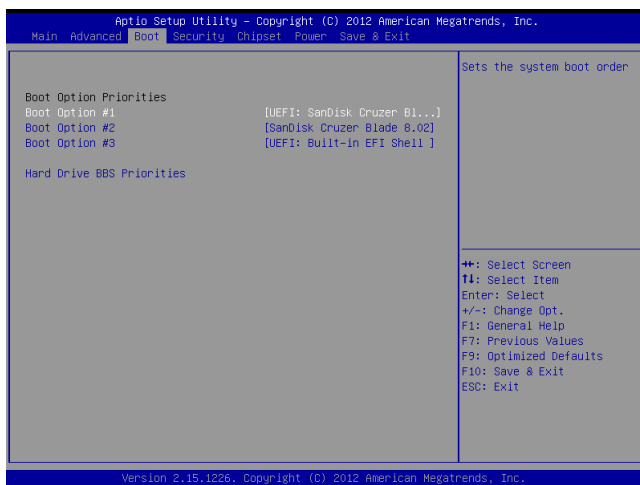 Aptio Setup Utility – Copyright (C) 2012 American Megatrends, Inc.
Main Advanced Boot Security Chipset Power Save & Exit
Sets the system boot order
Boot Option Priorities
Boot Option #1 [UEFI: SanDisk Cruzer Bl...]
Boot Option #2 [SanDisk Cruzer Blade 8.02]
Boot Option #3 [UEFI: Built-in EFI Shell ]
Hard Drive BBS Priorities
→←: Select Screen
↑↓: Select Item
Enter: Select
+/-: Change Opt.
F1: General Help
F7: Previous Values
F9: Optimized Defaults
F10: Save & Exit
ESC: Exit
Version 2.15.1226. Copyright (C) 2012 American Megatrends, Inc.